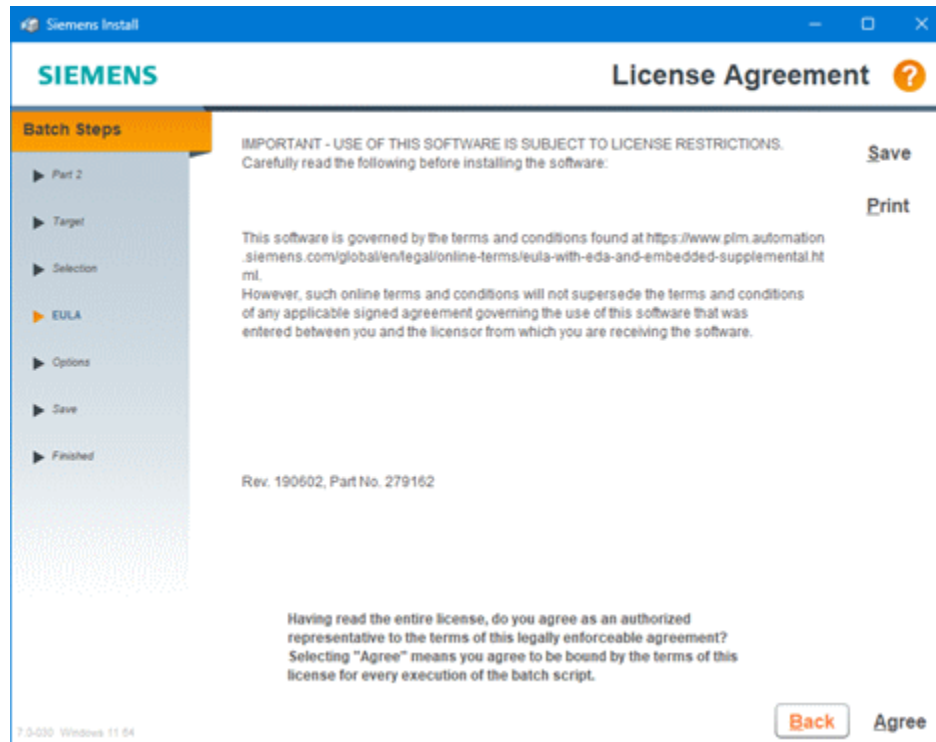 Siemens Install
SIEMENS
License Agreement ?
Batch Steps
Part 2
Target
Selection
EULA
Options
Save
Finished
IMPORTANT - USE OF THIS SOFTWARE IS SUBJECT TO LICENSE RESTRICTIONS.
Carefully read the following before installing the software:
Save
Print
This software is governed by the terms and conditions found at https://www.plm.automation
.siemens.com/global/en/legal/online-terms/eula-with-eda-and-embedded-supplemental.ht
ml.
However, such online terms and conditions will not supersede the terms and conditions
of any applicable signed agreement governing the use of this software that was
entered between you and the licensor from which you are receiving the software.
Rev. 190602, Part No. 279162
Having read the entire license, do you agree as an authorized
representative to the terms of this legally enforceable agreement?
Selecting "Agree" means you agree to be bound by the terms of this
license for every execution of the batch script.
Back
Agree
7.0-030 Windows 11 64